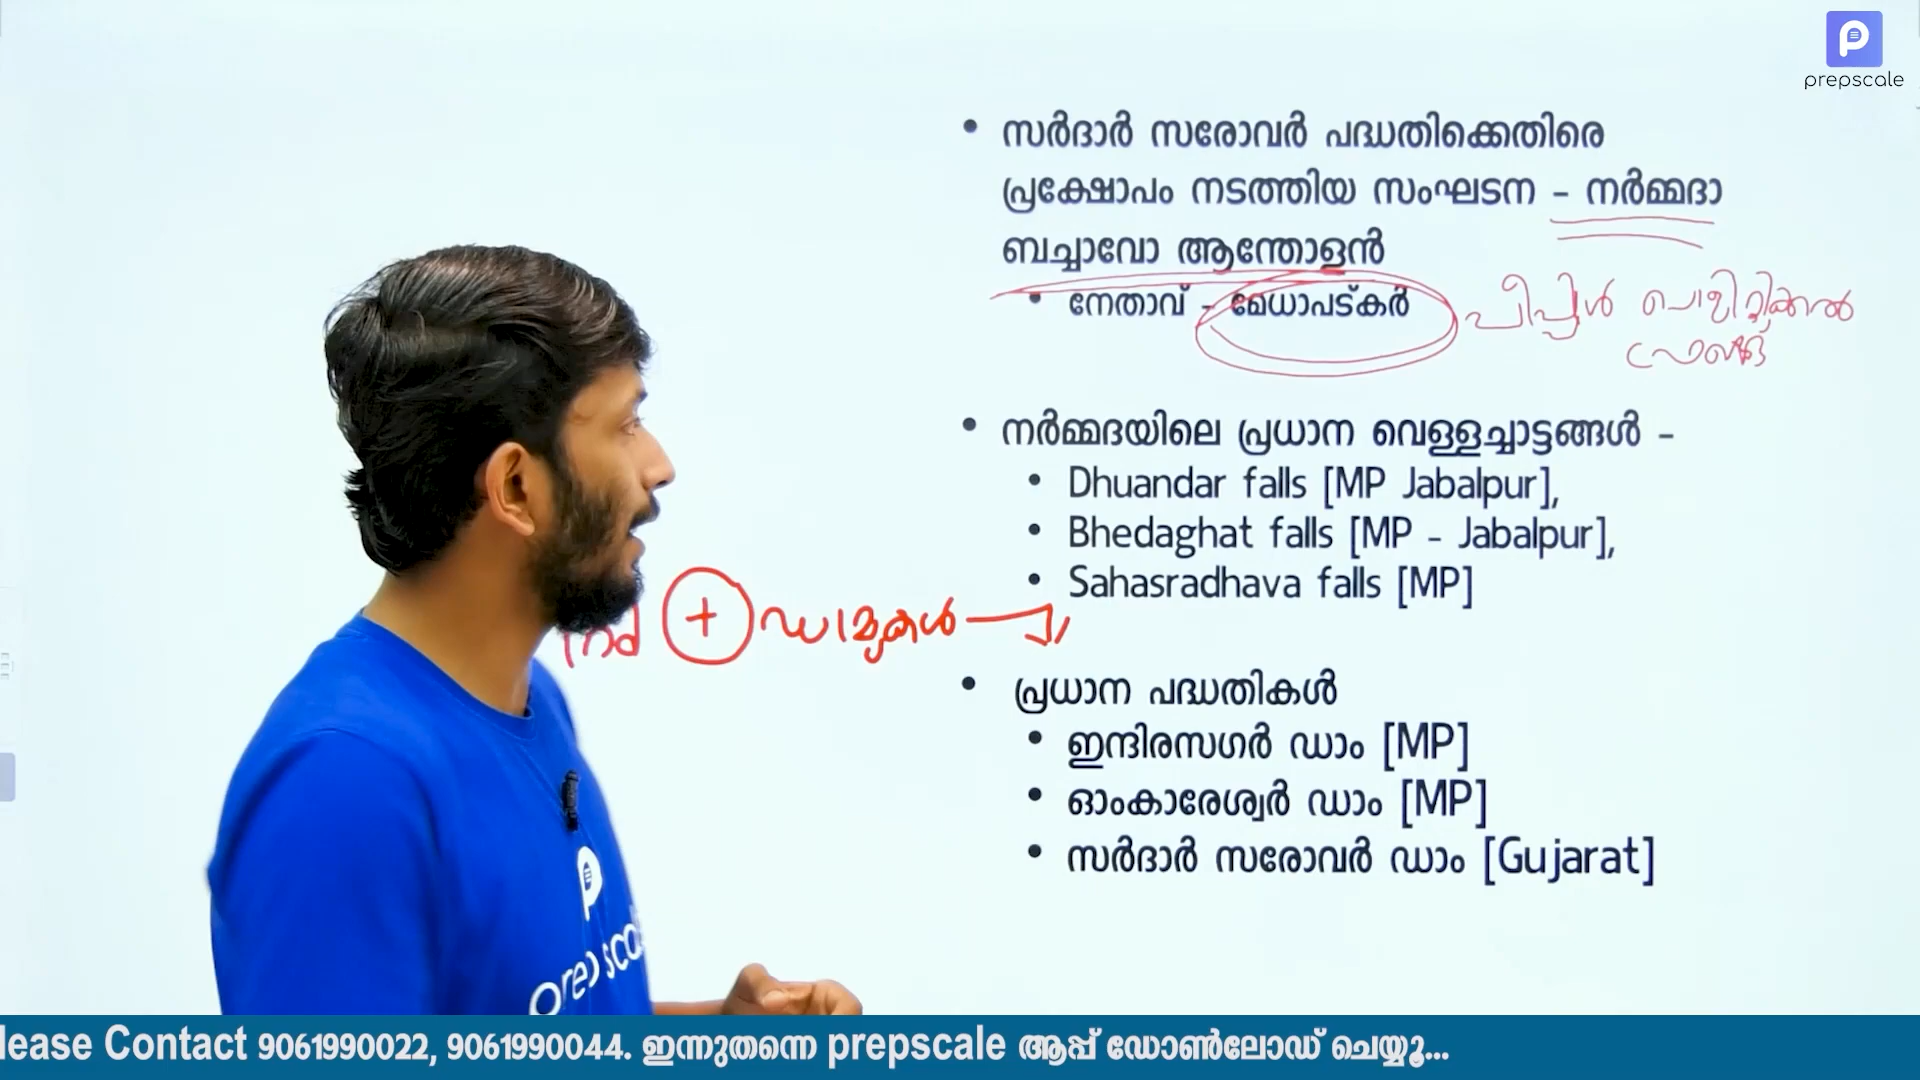 prepscale
• സർദാർ സരോവർ പദ്ധതിക്കെതിരെ
പ്രക്ഷോപം നടത്തിയ സംഘടന - നർമ്മദാ
ബച്ചാവോ ആന്തോളൻ
• നേതാവ് - മേധാപട്കർ
പീപ്പിൾ പൊളിറ്റിക്കൽ
ഫ്രണ്ട്
• നർമ്മദയിലെ പ്രധാന വെള്ളച്ചാട്ടങ്ങൾ -
• Dhuandar falls [MP Jabalpur],
• Bhedaghat falls [MP - Jabalpur],
• Sahasradhava falls [MP]
+ ഡാമുകൾ
• പ്രധാന പദ്ധതികൾ
• ഇന്ദിരസഗർ ഡാം [MP]
• ഓംകാരേശ്വർ ഡാം [MP]
• സർദാർ സരോവർ ഡാം [Gujarat]
lease Contact 9061990022, 9061990044. ഇന്നുതന്നെ prepscale ആപ്പ് ഡോൺലോഡ് ചെയ്യൂ...